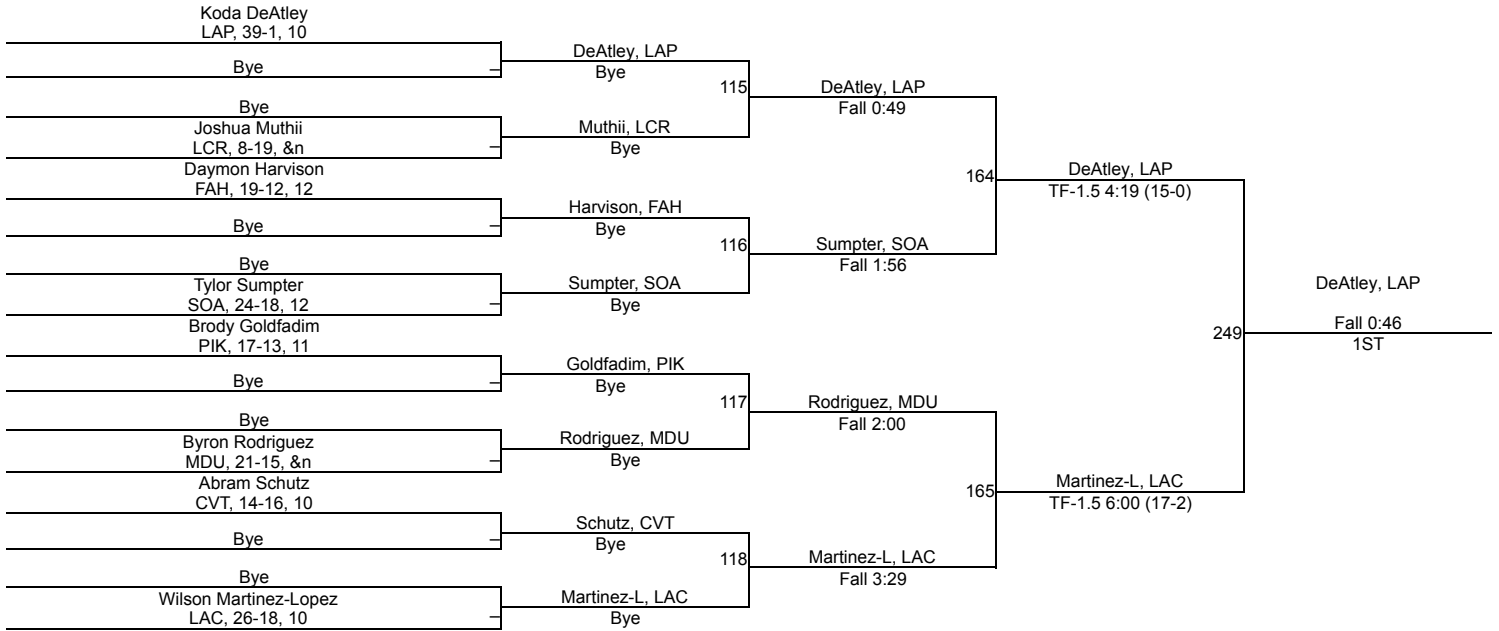 Koda DeAtley
LAP, 39-1, 10
Bye
Bye
Joshua Muthii
LCR, 8-19, &n
Daymon Harvison
FAH, 19-12, 12
Bye
Bye
Tylor Sumpter
SOA, 24-18, 12
Brody Goldfadim
PIK, 17-13, 11
Bye
Bye
Byron Rodriguez
MDU, 21-15, &n
Abram Schutz
CVT, 14-16, 10
Bye
Bye
Wilson Martinez-Lopez
LAC, 26-18, 10
DeAtley, LAP
Bye
115
Muthii, LCR
Bye
Harvison, FAH
Bye
116
Sumpter, SOA
Bye
Goldfadim, PIK
Bye
117
Rodriguez, MDU
Bye
Schutz, CVT
Bye
118
Martinez-L, LAC
Bye
DeAtley, LAP
Fall 0:49
164
Sumpter, SOA
Fall 1:56
Rodriguez, MDU
Fall 2:00
165
Martinez-L, LAC
Fall 3:29
DeAtley, LAP
TF-1.5 4:19 (15-0)
249
Martinez-L, LAC
TF-1.5 6:00 (17-2)
DeAtley, LAP
Fall 0:46
1ST